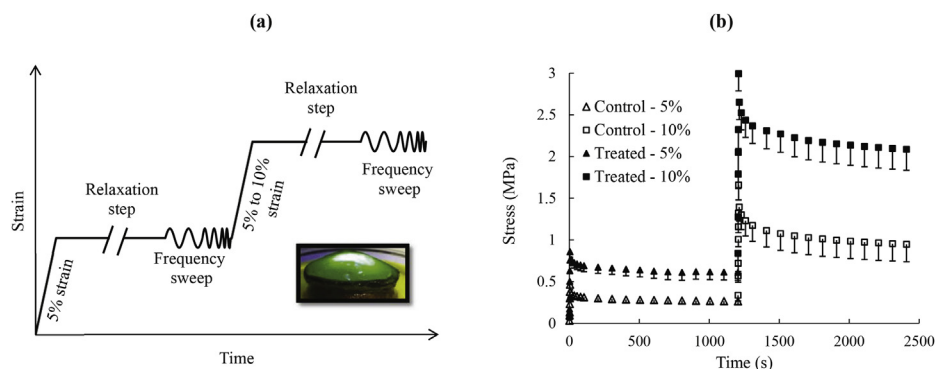 (a)
Relaxation
step
Strain
Relaxation
step
5% to 10%
strain
Frequency
sweep
5% strain
Frequency
sweep
Time
(b)
3
2.5
2
1.5
1
0.5
0
Stress (MPa)
Control - 5%
Control - 10%
Treated - 5%
Treated - 10%
0
500
1000
1500
2000
2500
Time (s)